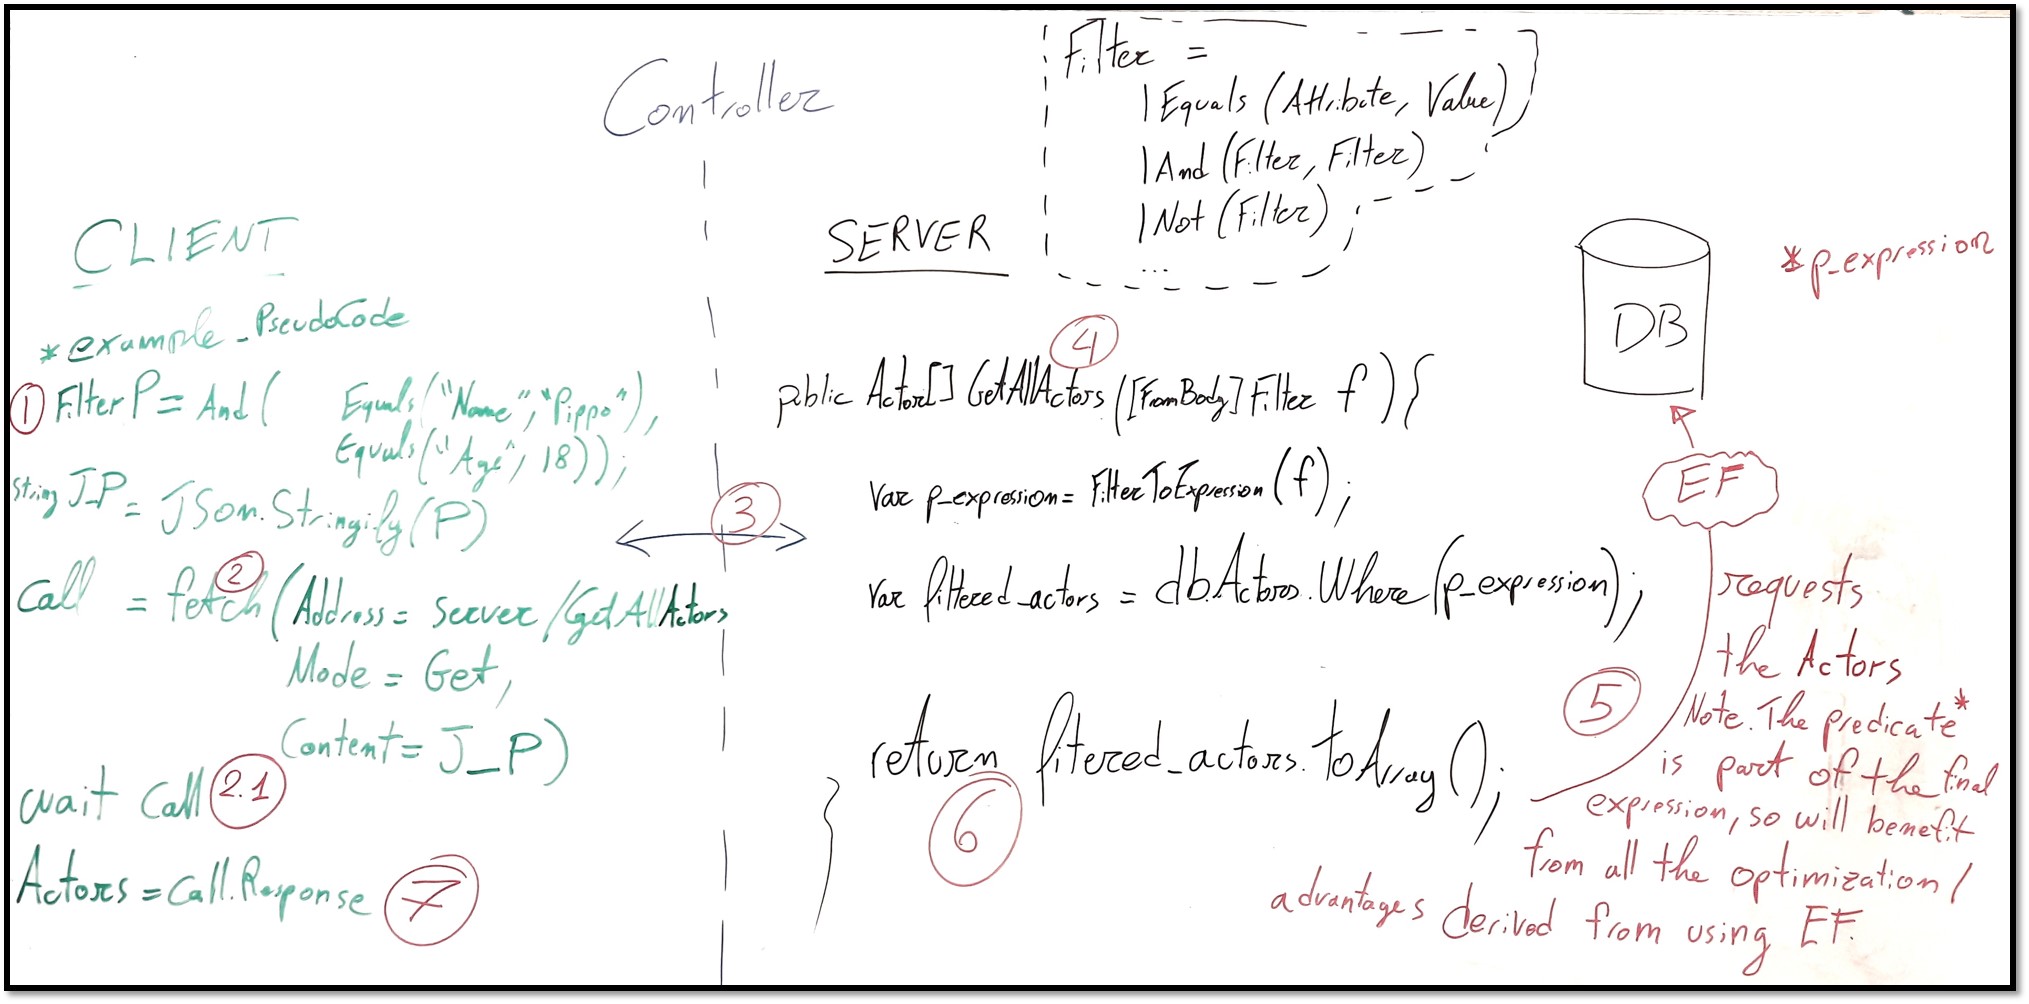 Controller
Filter =
| Equals (Attribute, Value)
| And (Filter, Filter)
| Not (Filter)
...
CLIENT
SERVER
DB
* p_expression
* example_PseudoCode
1 Filter P = And ( Equals("Name", "Pippo"),
Equals("Age", 18));
string J_P = JSon.Stringify(P)
2
Call = fetch (Address = server/GetAllActors
Mode = Get,
Content = J_P)
wait call 2.1
Actors = call.Response 7
3
4
public Actor[] GetAllActors ([FromBody] Filter f) {
var p_expression = FilterToExpression (f);
var filtered_actors = db.Actors.Where (p_expression);
return filtered_actors.toArray ();
}
6
EF
5
requests
the Actors
Note. The predicate*
is part of the final
expression, so will benefit
from all the optimization/
advantages derived from using EF.